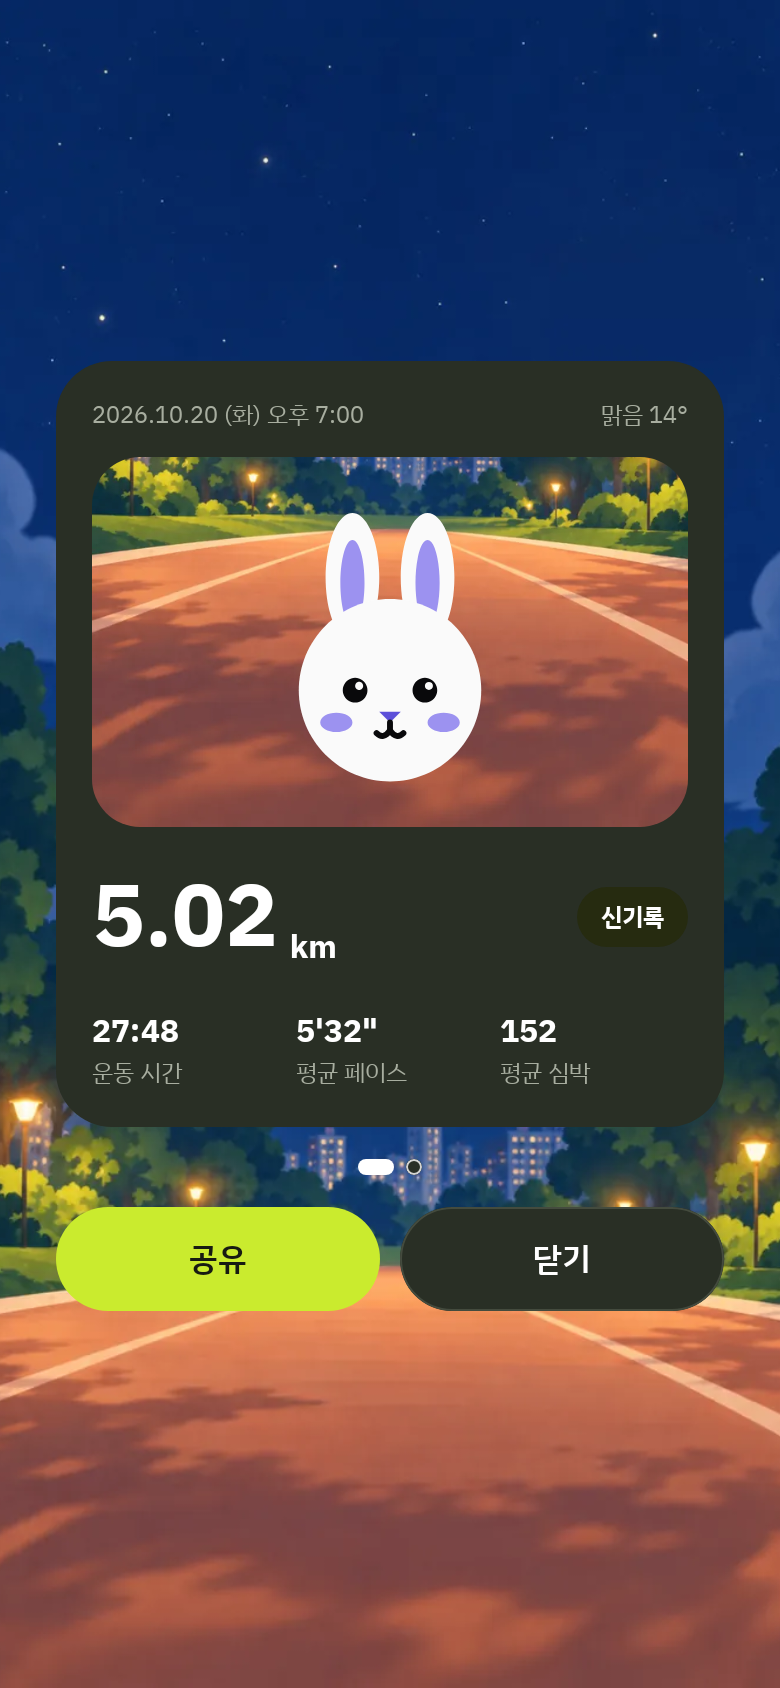 2026.10.20 (화) 오후 7:00 맑음 14°
5.02 km 신기록
27:48 5'32" 152
운동 시간 평균 페이스 평균 심박
공유 닫기